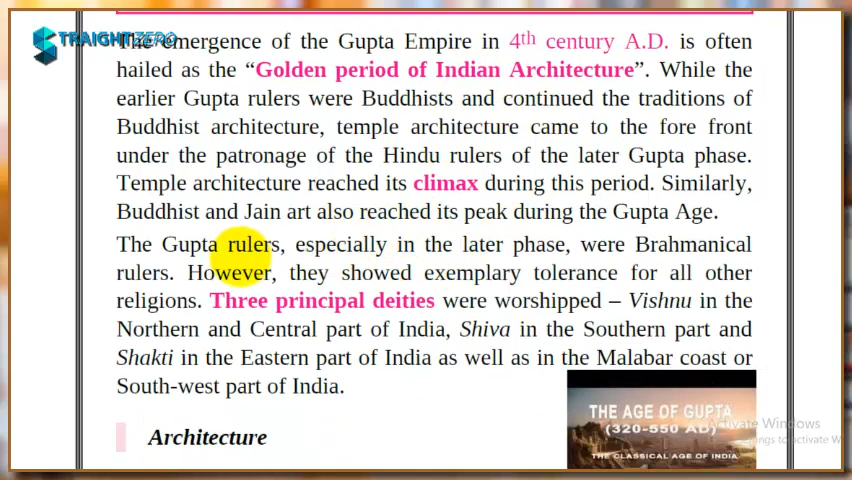 STRAIGHTZERO
The emergence of the Gupta Empire in 4th century A.D. is often
hailed as the “Golden period of Indian Architecture”. While the
earlier Gupta rulers were Buddhists and continued the traditions of
Buddhist architecture, temple architecture came to the fore front
under the patronage of the Hindu rulers of the later Gupta phase.
Temple architecture reached its climax during this period. Similarly,
Buddhist and Jain art also reached its peak during the Gupta Age.
The Gupta rulers, especially in the later phase, were Brahmanical
rulers. However, they showed exemplary tolerance for all other
religions. Three principal deities were worshipped – Vishnu in the
Northern and Central part of India, Shiva in the Southern part and
Shakti in the Eastern part of India as well as in the Malabar coast or
South-west part of India.
Architecture
THE AGE OF GUPTA
(320-550 AD)
THE CLASSICAL AGE OF INDIA
Activate Windows
to activate W